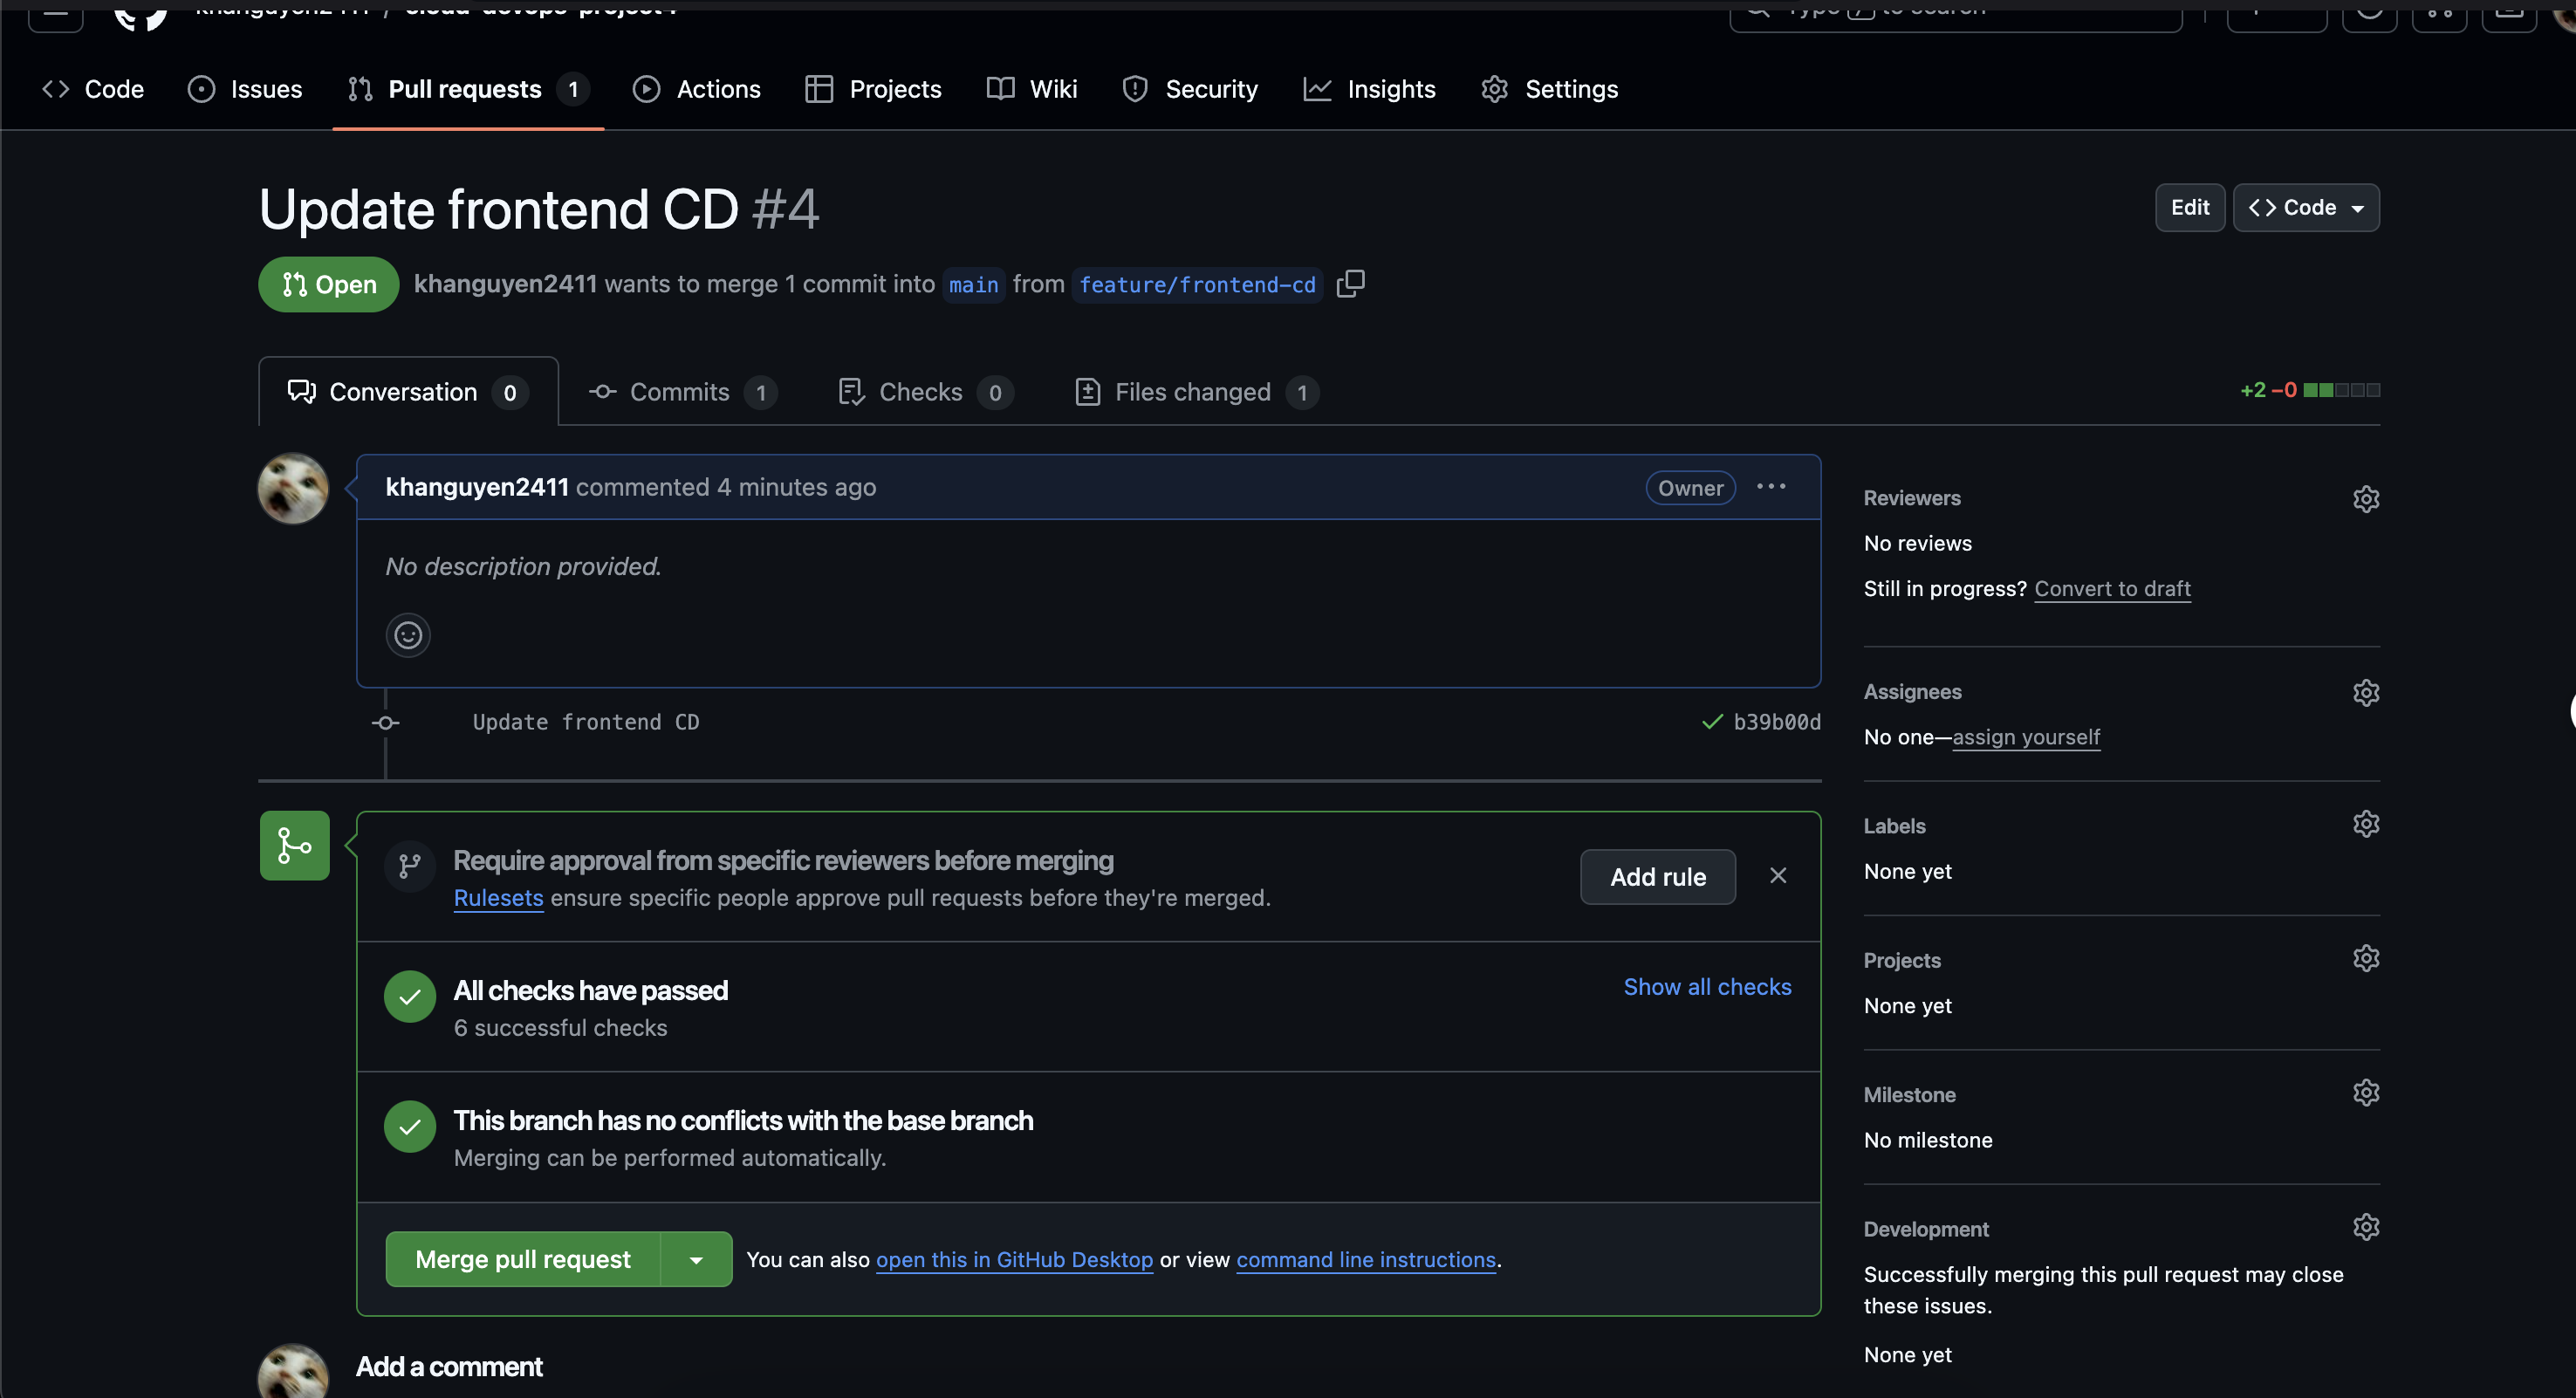 khanguyen2411 / cloud-devops-project4
Type / to search
Code
Issues
Pull requests 1
Actions
Projects
Wiki
Security
Insights
Settings
Update frontend CD #4
Edit
Code
Open
khanguyen2411 wants to merge 1 commit into main from feature/frontend-cd
Conversation 0
Commits 1
Checks 0
Files changed 1
+2 −0
khanguyen2411 commented 4 minutes ago
Owner
No description provided.
Update frontend CD
b39b00d
Require approval from specific reviewers before merging
Rulesets ensure specific people approve pull requests before they're merged.
Add rule
All checks have passed
6 successful checks
Show all checks
This branch has no conflicts with the base branch
Merging can be performed automatically.
Merge pull request
You can also open this in GitHub Desktop or view command line instructions.
Add a comment
Reviewers
No reviews
Still in progress? Convert to draft
Assignees
No one—assign yourself
Labels
None yet
Projects
None yet
Milestone
No milestone
Development
Successfully merging this pull request may close
these issues.
None yet